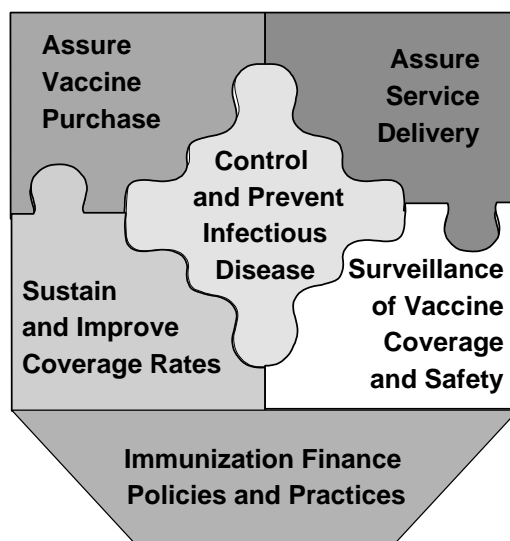 Assure
Vaccine
Purchase
Assure
Service
Delivery
Control
and Prevent
Infectious
Disease
Sustain
and Improve
Coverage Rates
Surveillance
of Vaccine
Coverage
and Safety
Immunization Finance
Policies and Practices